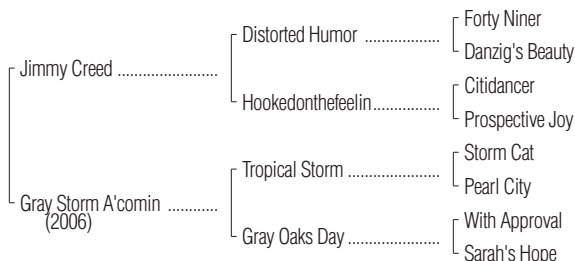 Forty Niner
Distorted Humor ..................
Danzig's Beauty
Jimmy Creed ........................
Citidancer
Hookedonthefeelin................
Prospective Joy
Storm Cat
Tropical Storm ......................
Pearl City
Gray Storm A'comin ............
(2006)
With Approval
Gray Oaks Day ......................
Sarah's Hope